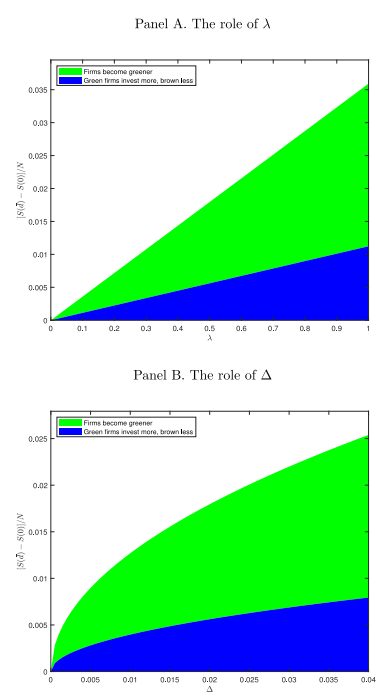 Panel A. The role of λ
Firms become greener
Green firms invest more, brown less
0.035
0.03
0.025
0.02
0.015
0.01
0.005
0
[S(d̄) − S(0)]/N
0 0.1 0.2 0.3 0.4 0.5 0.6 0.7 0.8 0.9 1
λ
Panel B. The role of Δ
Firms become greener
Green firms invest more, brown less
0.025
0.02
0.015
0.01
0.005
0
[S(d̄) − S(0)]/N
0 0.005 0.01 0.015 0.02 0.025 0.03 0.035 0.04
Δ